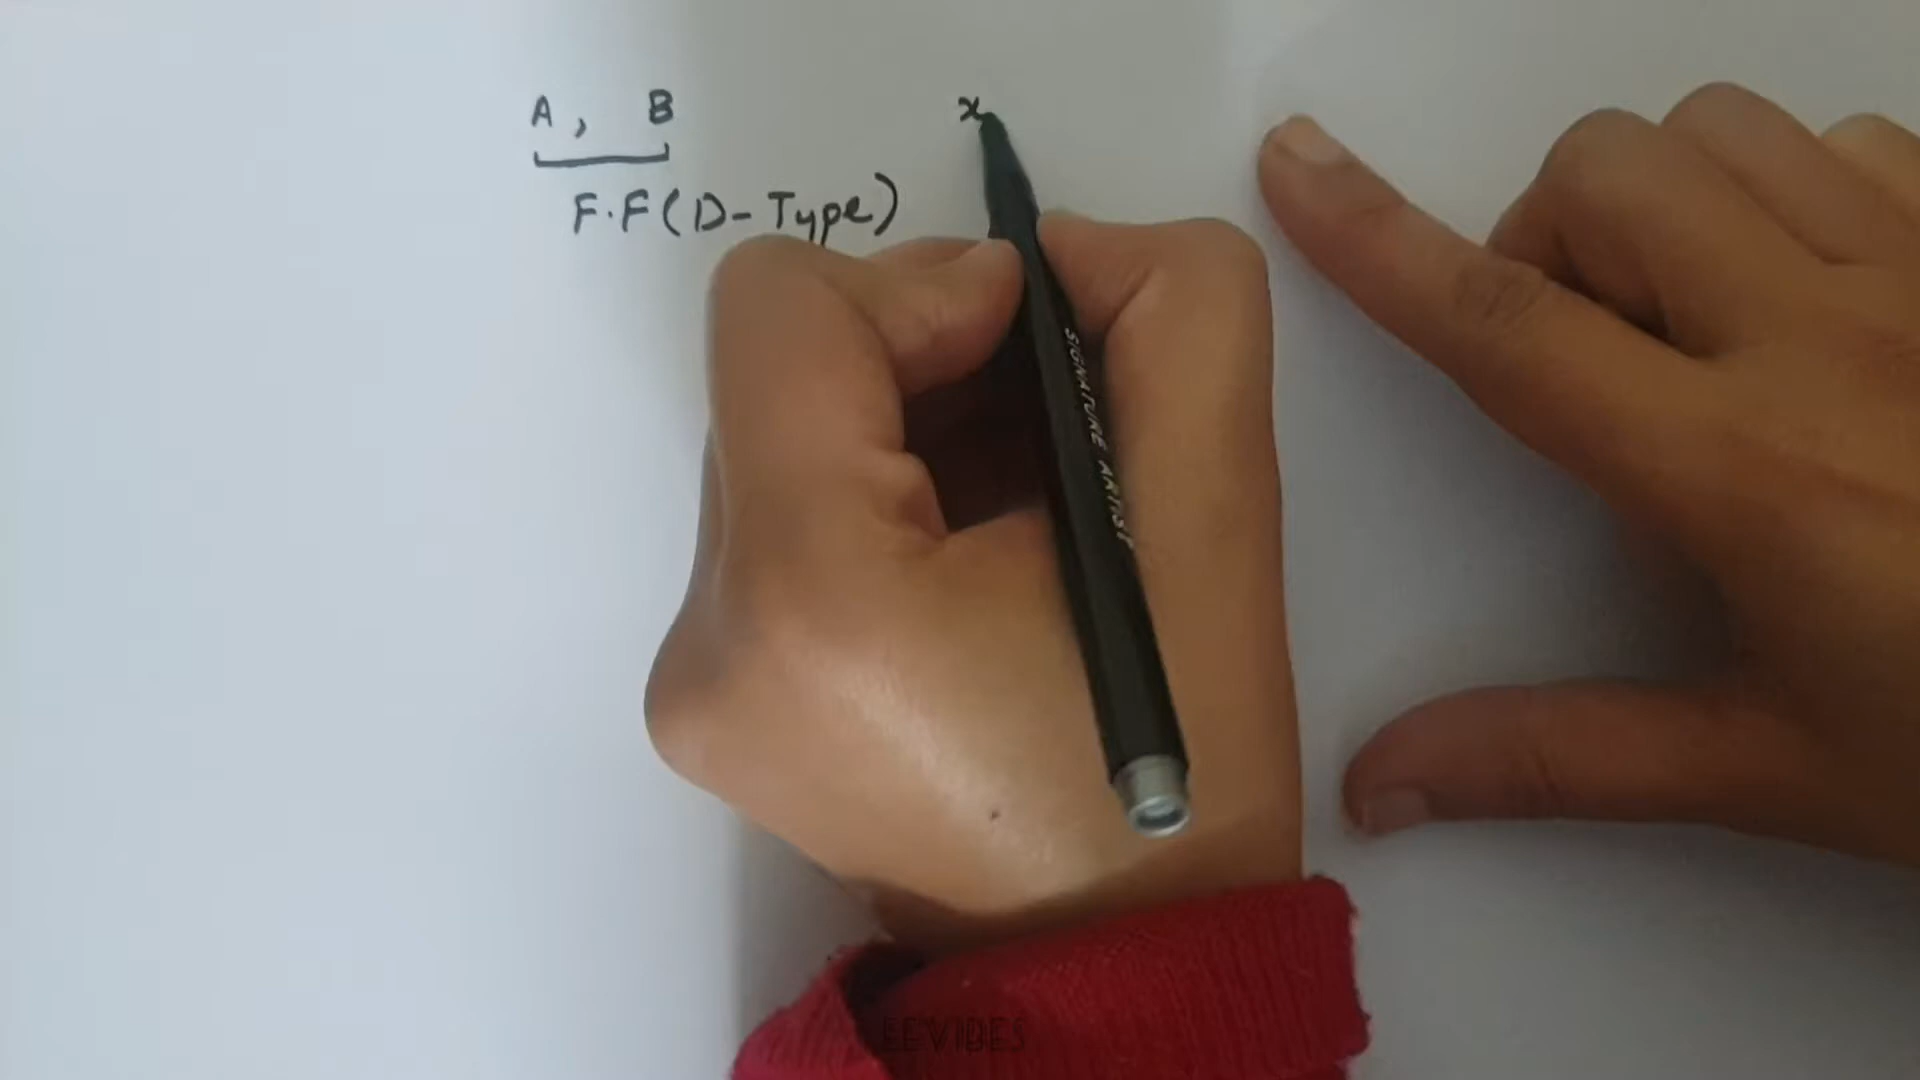 A, B x
F.F (D-Type)
SIGNATURE ARTIST
EEVIBES